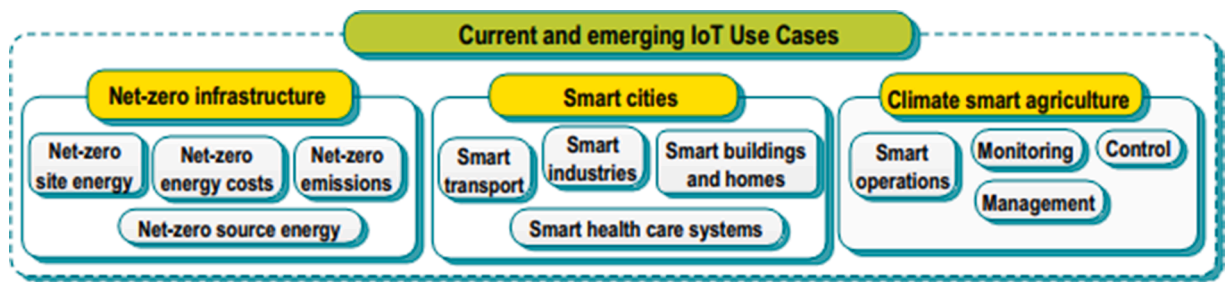 Current and emerging IoT Use Cases
Net-zero infrastructure
Net-zero
site energy
Net-zero
energy costs
Net-zero
emissions
Net-zero source energy
Smart cities
Smart
transport
Smart
industries
Smart buildings
and homes
Smart health care systems
Climate smart agriculture
Smart
operations
Monitoring
Control
Management